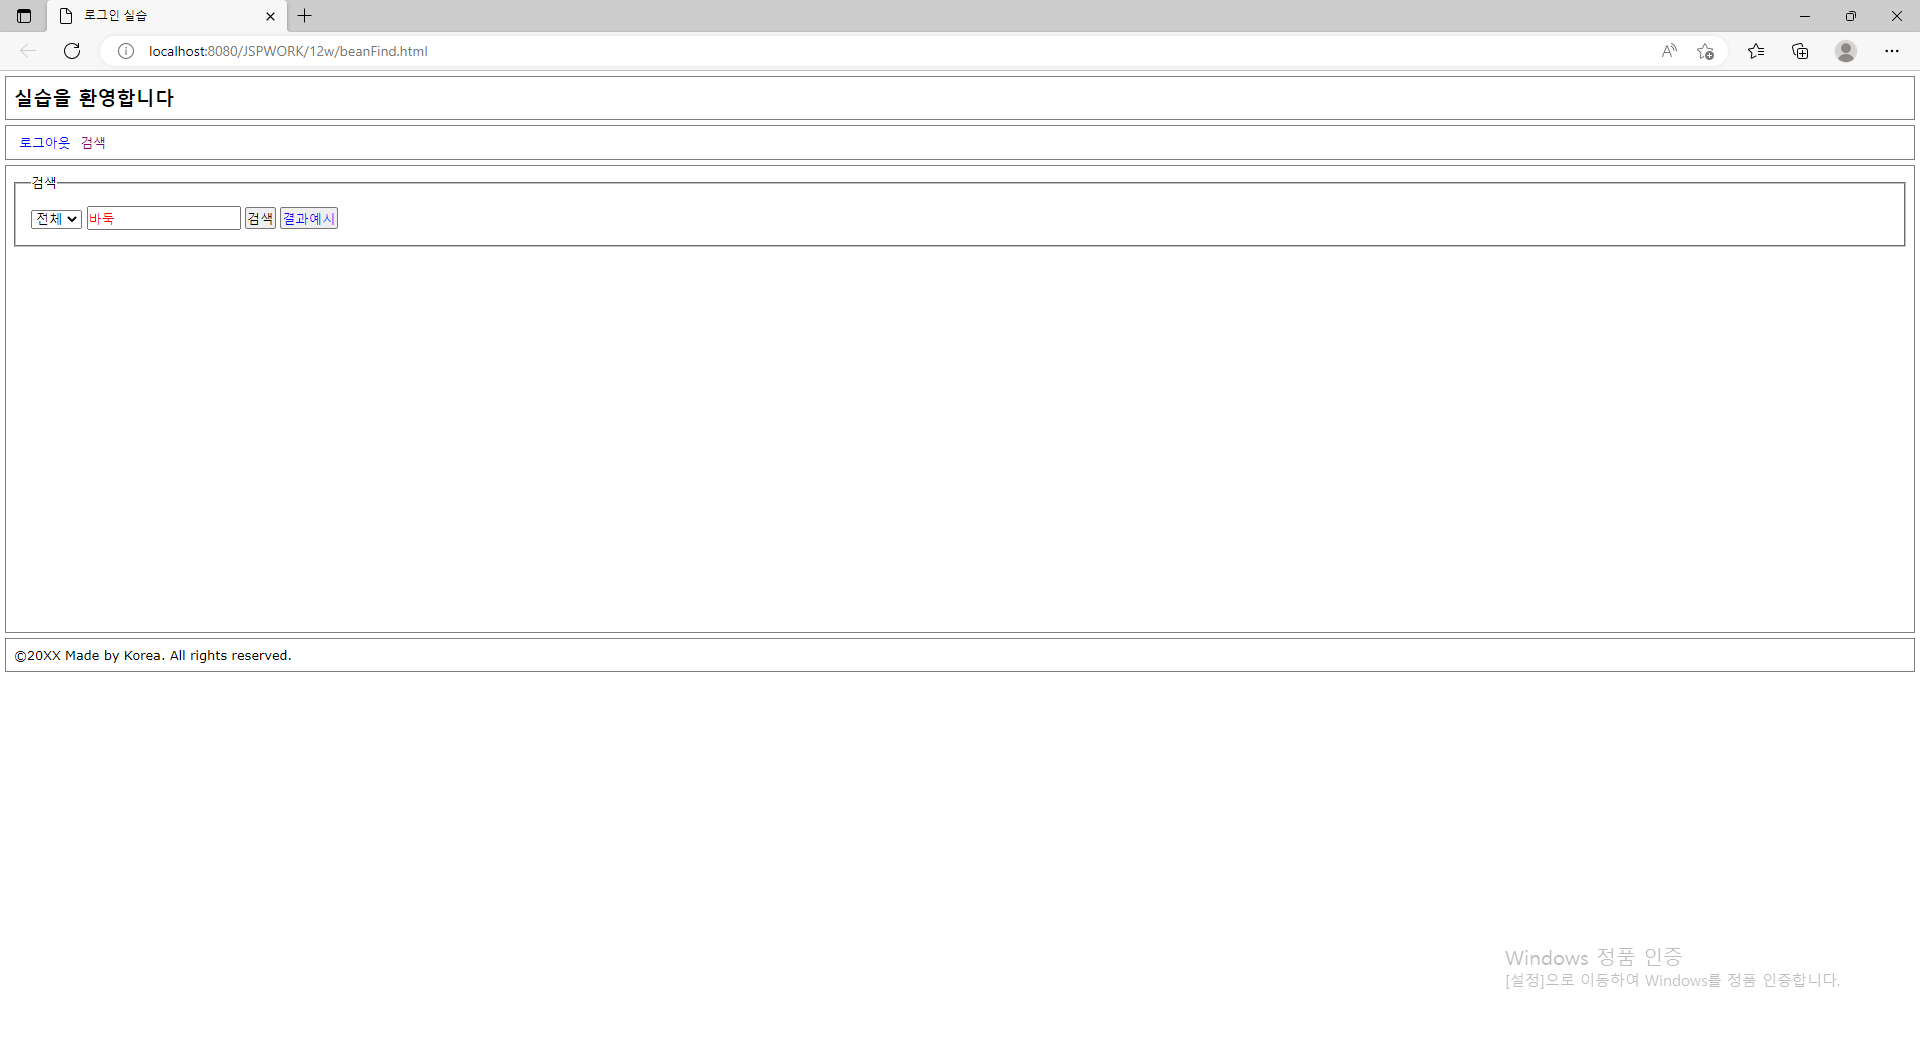 로그인 실습
localhost:8080/JSPWORK/12w/beanFind.html
실습을 환영합니다
로그아웃 검색
검색
전체 바둑 검색 결과예시
©20XX Made by Korea. All rights reserved.
Windows 정품 인증
[설정]으로 이동하여 Windows를 정품 인증합니다.